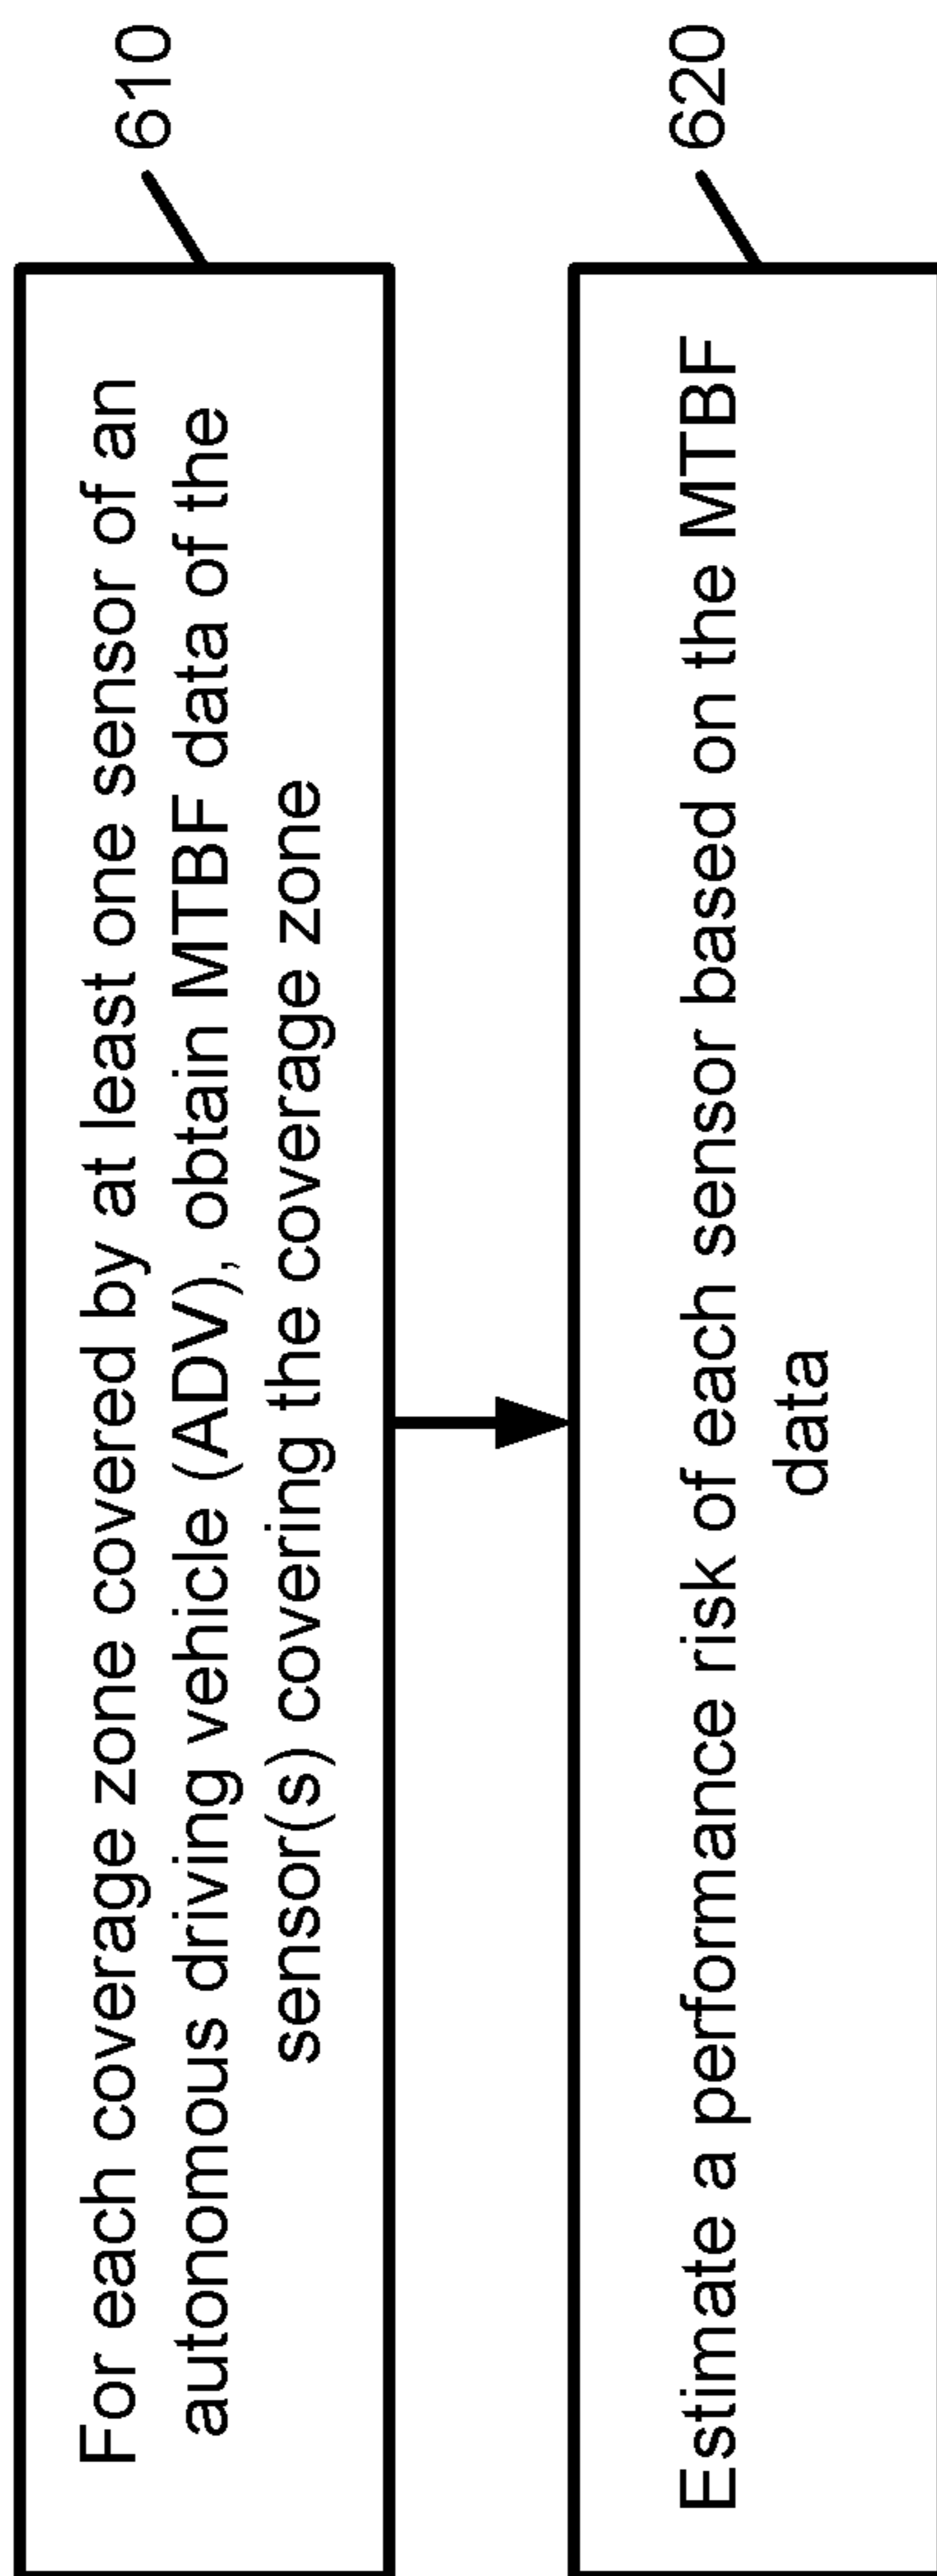 For each coverage zone covered by at least one sensor of an
autonomous driving vehicle (ADV), obtain MTBF data of the
sensor(s) covering the coverage zone
610
Estimate a performance risk of each sensor based on the MTBF
data
620